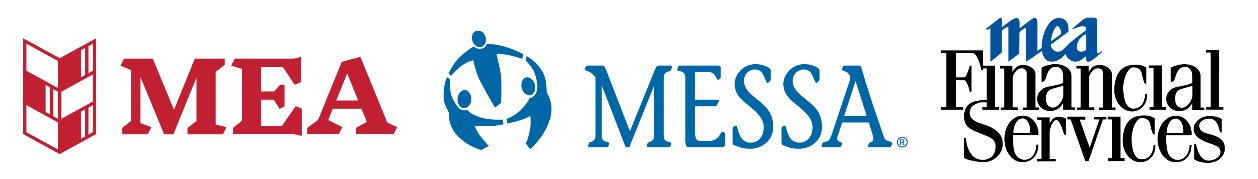 MEA
MESSA®
mea
Financial
Services